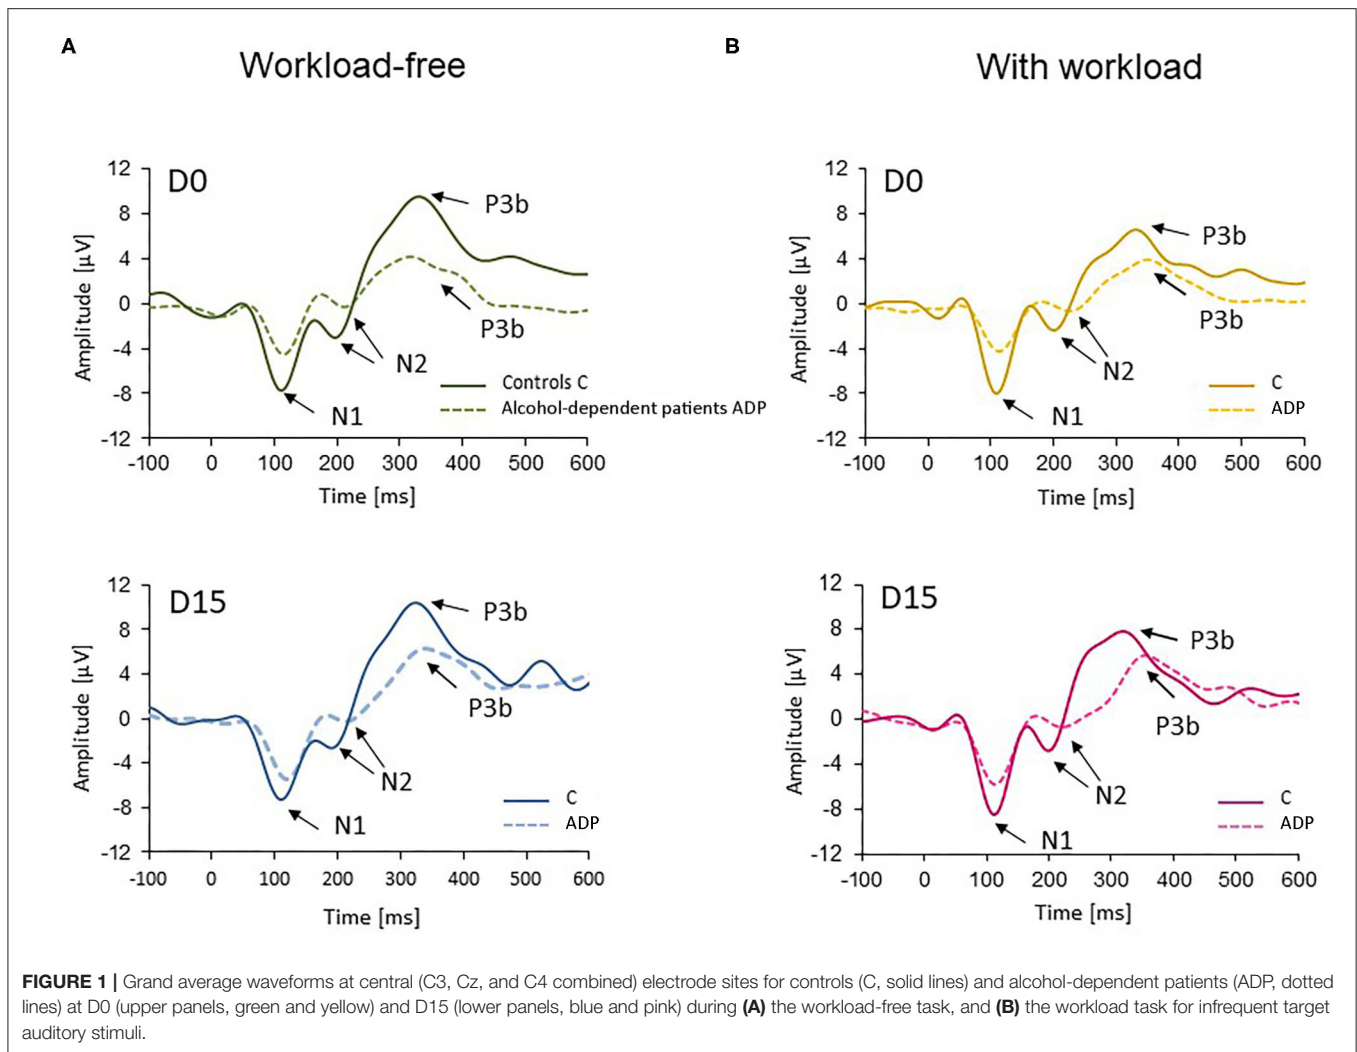 A
Workload-free
B
With workload
D0
12
8
4
0
-4
-8
-12
Amplitude [µV]
P3b
P3b
N2
N1
Controls C
Alcohol-dependent patients ADP
-100 0 100 200 300 400 500 600
Time [ms]
D0
12
8
4
0
-4
-8
-12
Amplitude [µV]
P3b
P3b
N2
N1
C
ADP
-100 0 100 200 300 400 500 600
Time [ms]
D15
12
8
4
0
-4
-8
-12
Amplitude [µV]
P3b
P3b
N2
N1
C
ADP
-100 0 100 200 300 400 500 600
Time [ms]
D15
12
8
4
0
-4
-8
-12
Amplitude [µV]
P3b
P3b
N2
N1
C
ADP
-100 0 100 200 300 400 500 600
Time [ms]
FIGURE 1 | Grand average waveforms at central (C3, Cz, and C4 combined) electrode sites for controls (C, solid lines) and alcohol-dependent patients (ADP, dotted
lines) at D0 (upper panels, green and yellow) and D15 (lower panels, blue and pink) during (A) the workload-free task, and (B) the workload task for infrequent target
auditory stimuli.